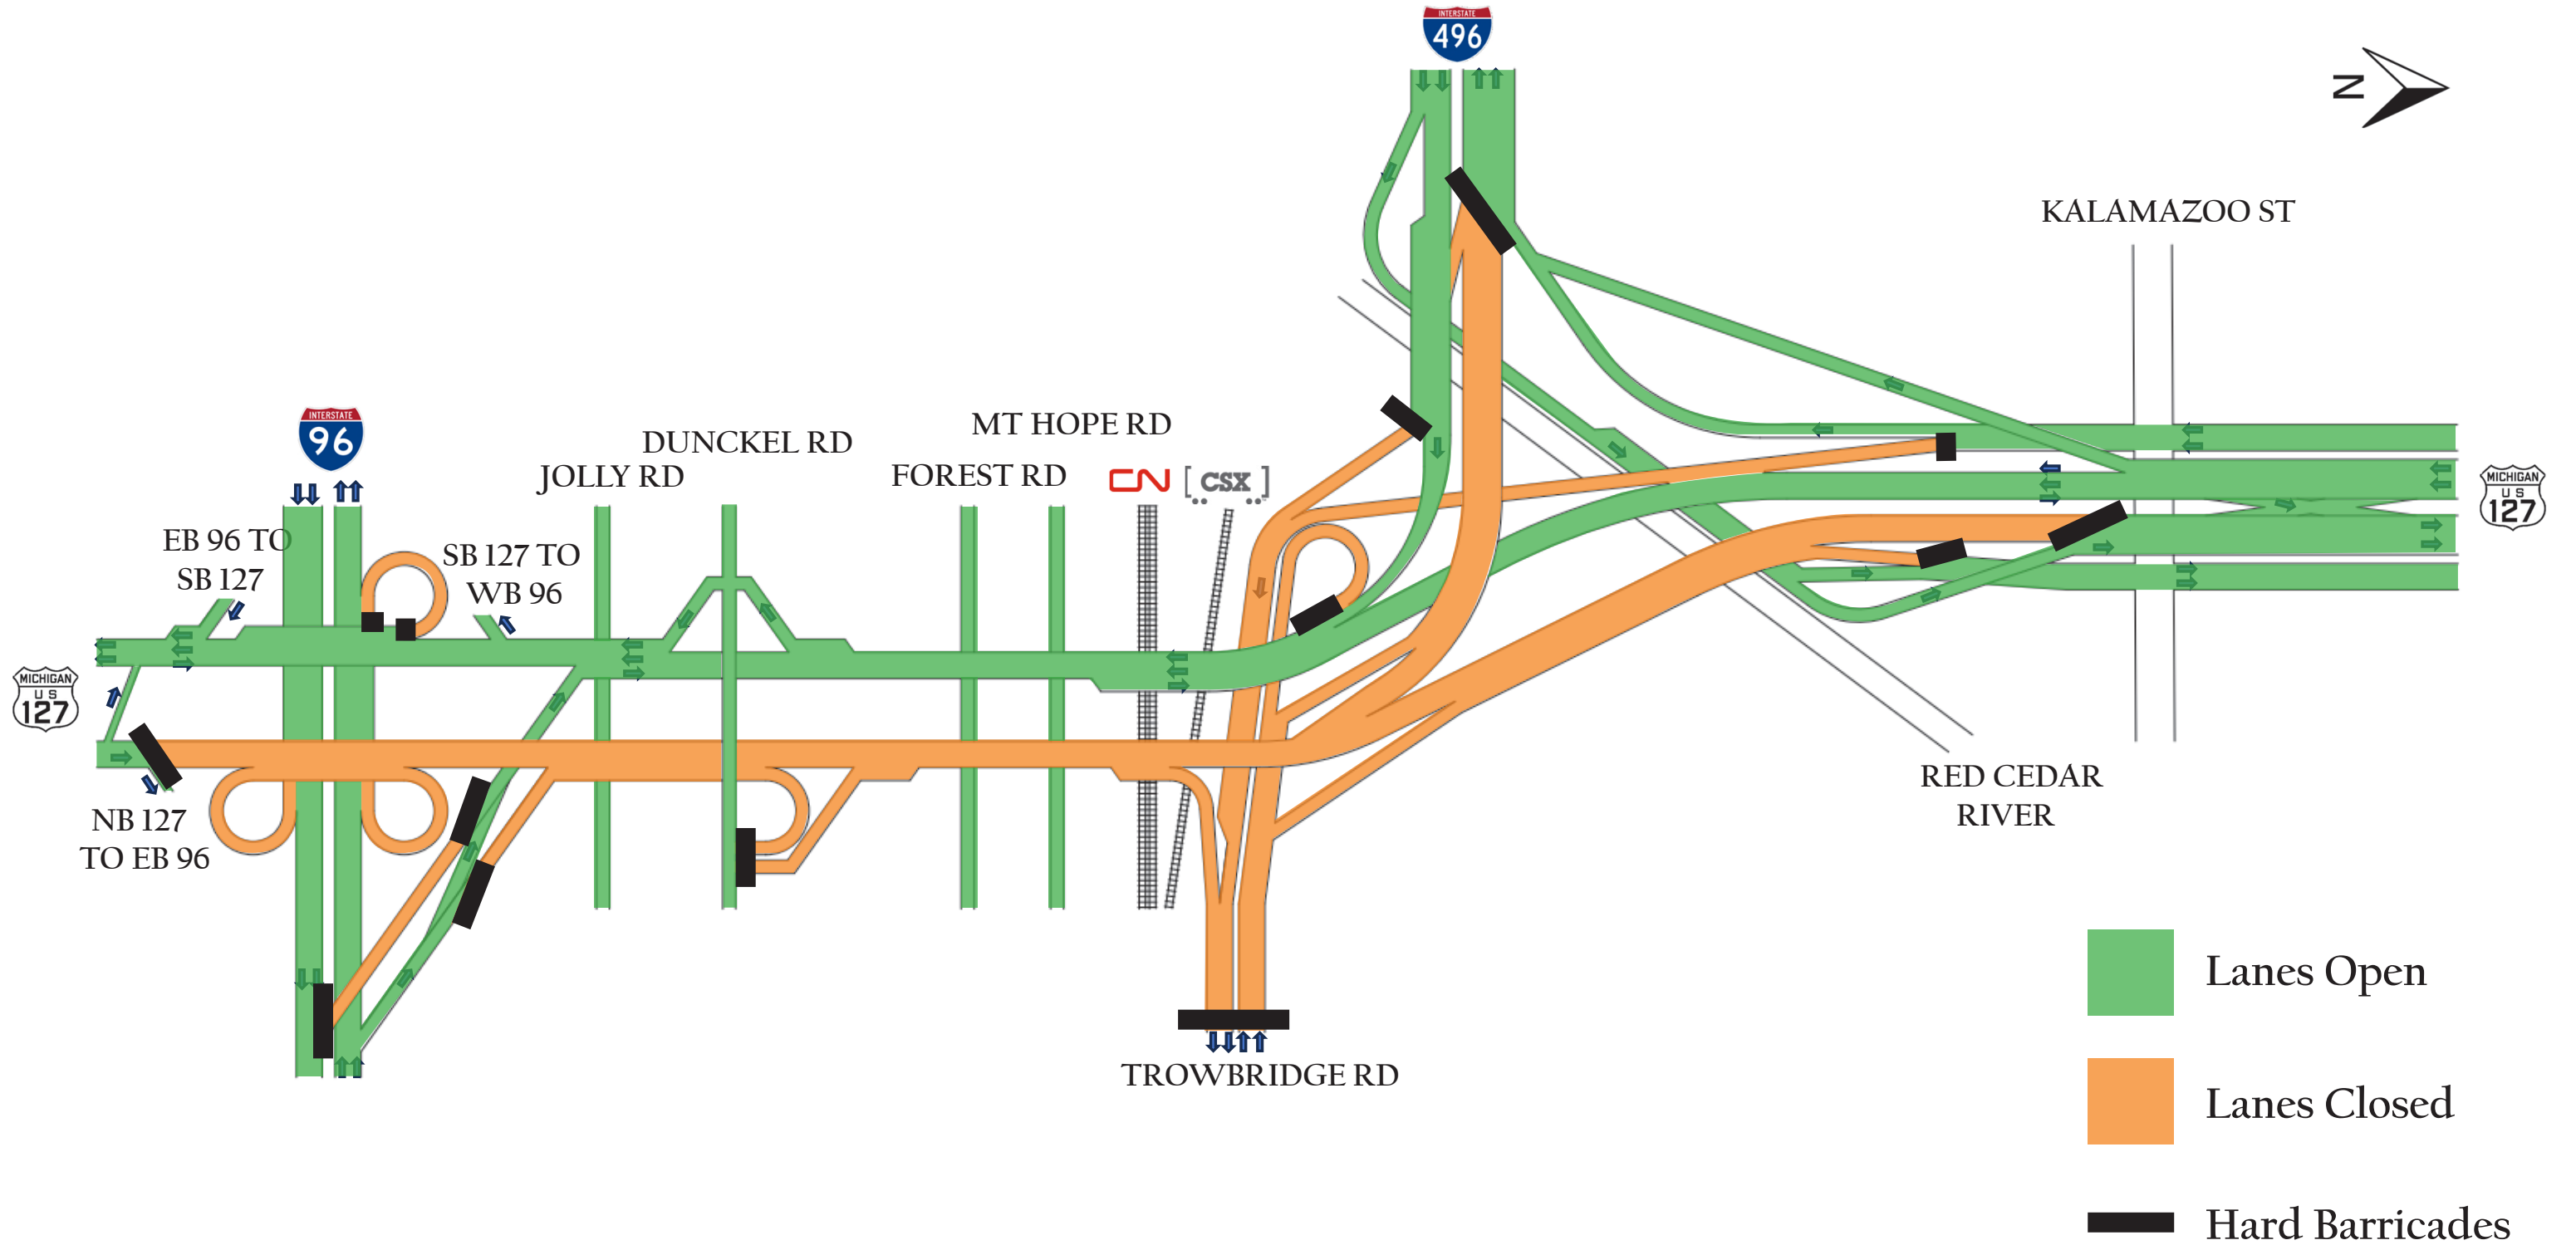 INTERSTATE
496
N
KALAMAZOO ST
INTERSTATE
96
MT HOPE RD
DUNCKEL RD
JOLLY RD
FOREST RD
CN
[CSX]
MICHIGAN
U S
127
EB 96 TO
SB 127
SB 127 TO
WB 96
MICHIGAN
U S
127
NB 127
TO EB 96
RED CEDAR
RIVER
TROWBRIDGE RD
Lanes Open
Lanes Closed
Hard Barricades